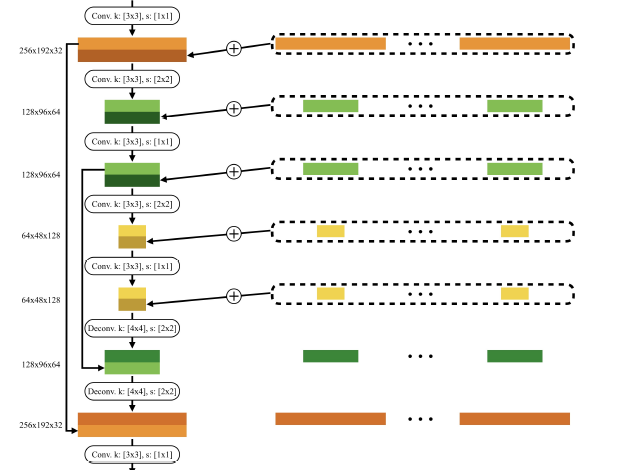 Conv. k: [3x3], s: [1x1]
256x192x32
Conv. k: [3x3], s: [2x2]
128x96x64
Conv. k: [3x3], s: [1x1]
128x96x64
Conv. k: [3x3], s: [2x2]
64x48x128
Conv. k: [3x3], s: [1x1]
64x48x128
Deconv. k: [4x4], s: [2x2]
128x96x64
Deconv. k: [4x4], s: [2x2]
256x192x32
Conv. k: [3x3], s: [1x1]